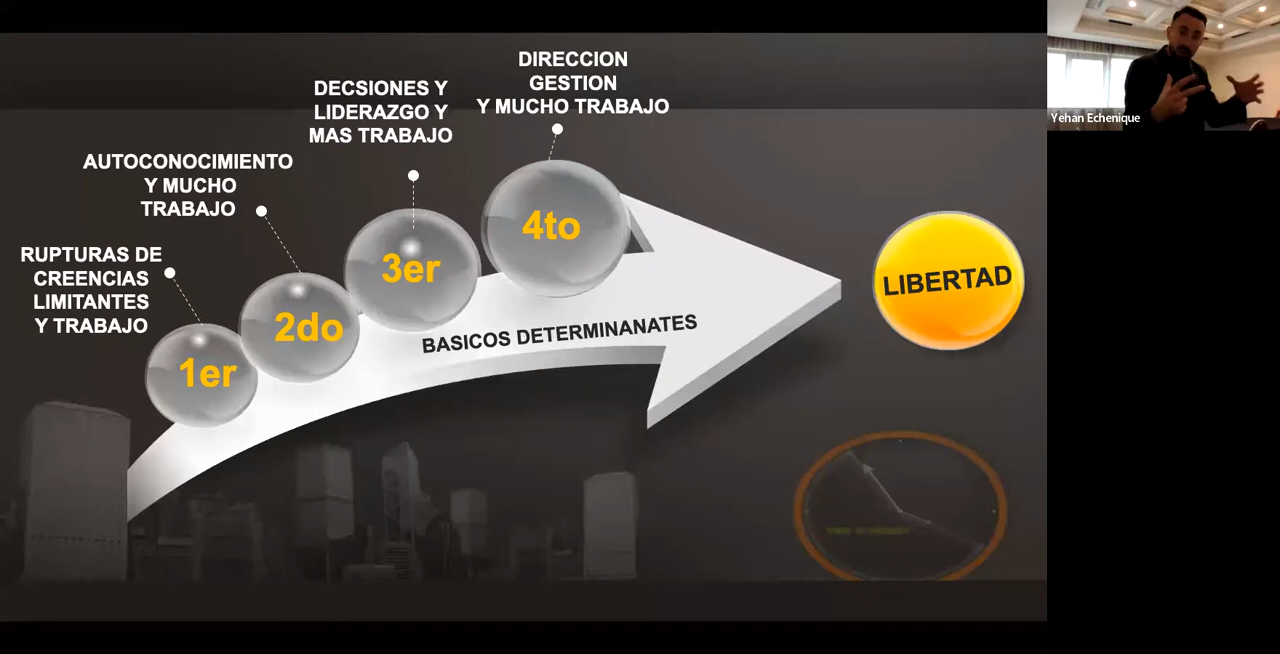 DIRECCION
GESTION
Y MUCHO TRABAJO
DECSIONES Y
LIDERAZGO Y
MAS TRABAJO
AUTOCONOCIMIENTO
Y MUCHO
TRABAJO
RUPTURAS DE
CREENCIAS
LIMITANTES
Y TRABAJO
1er
2do
3er
4to
BASICOS DETERMINANATES
LIBERTAD
Yehan Echenique